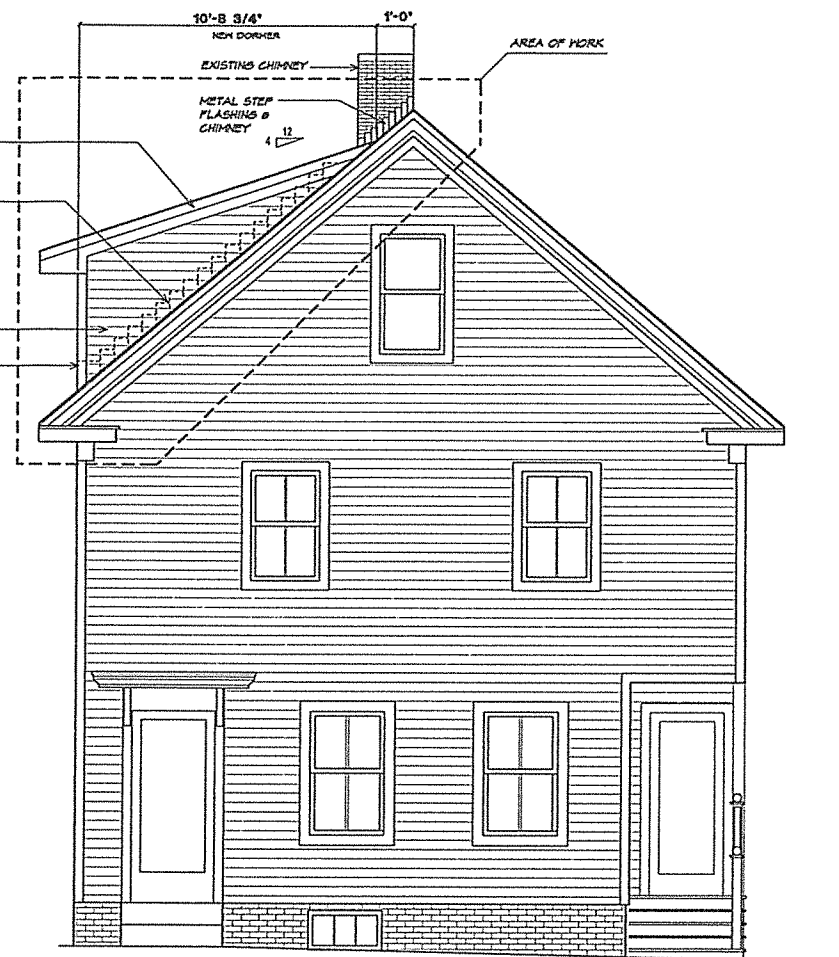 10'-8 3/4"
1'-0"
NEW DORMER
AREA OF WORK
EXISTING CHIMNEY
METAL STEP
FLASHING @
CHIMNEY
12
4